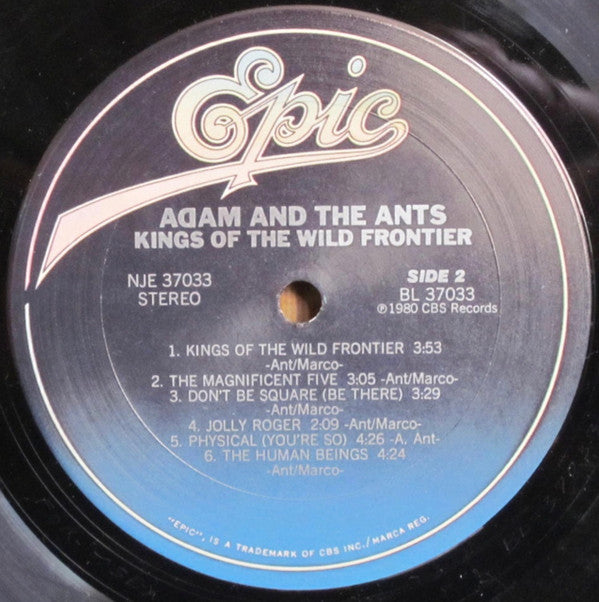 Epic
ADAM AND THE ANTS
KINGS OF THE WILD FRONTIER
NJE 37033
STEREO
SIDE 2
BL 37033
℗1980 CBS Records
1. KINGS OF THE WILD FRONTIER 3:53
-Ant/Marco-
2. THE MAGNIFICENT FIVE 3:05 -Ant/Marco-
3. DON'T BE SQUARE (BE THERE) 3:29
-Ant/Marco-
4. JOLLY ROGER 2:09 -Ant/Marco-
5. PHYSICAL (YOU'RE SO) 4:26 -A. Ant-
6. THE HUMAN BEINGS 4:24
-Ant/Marco-
"EPIC", IS A TRADEMARK OF CBS INC./MARCA REG.